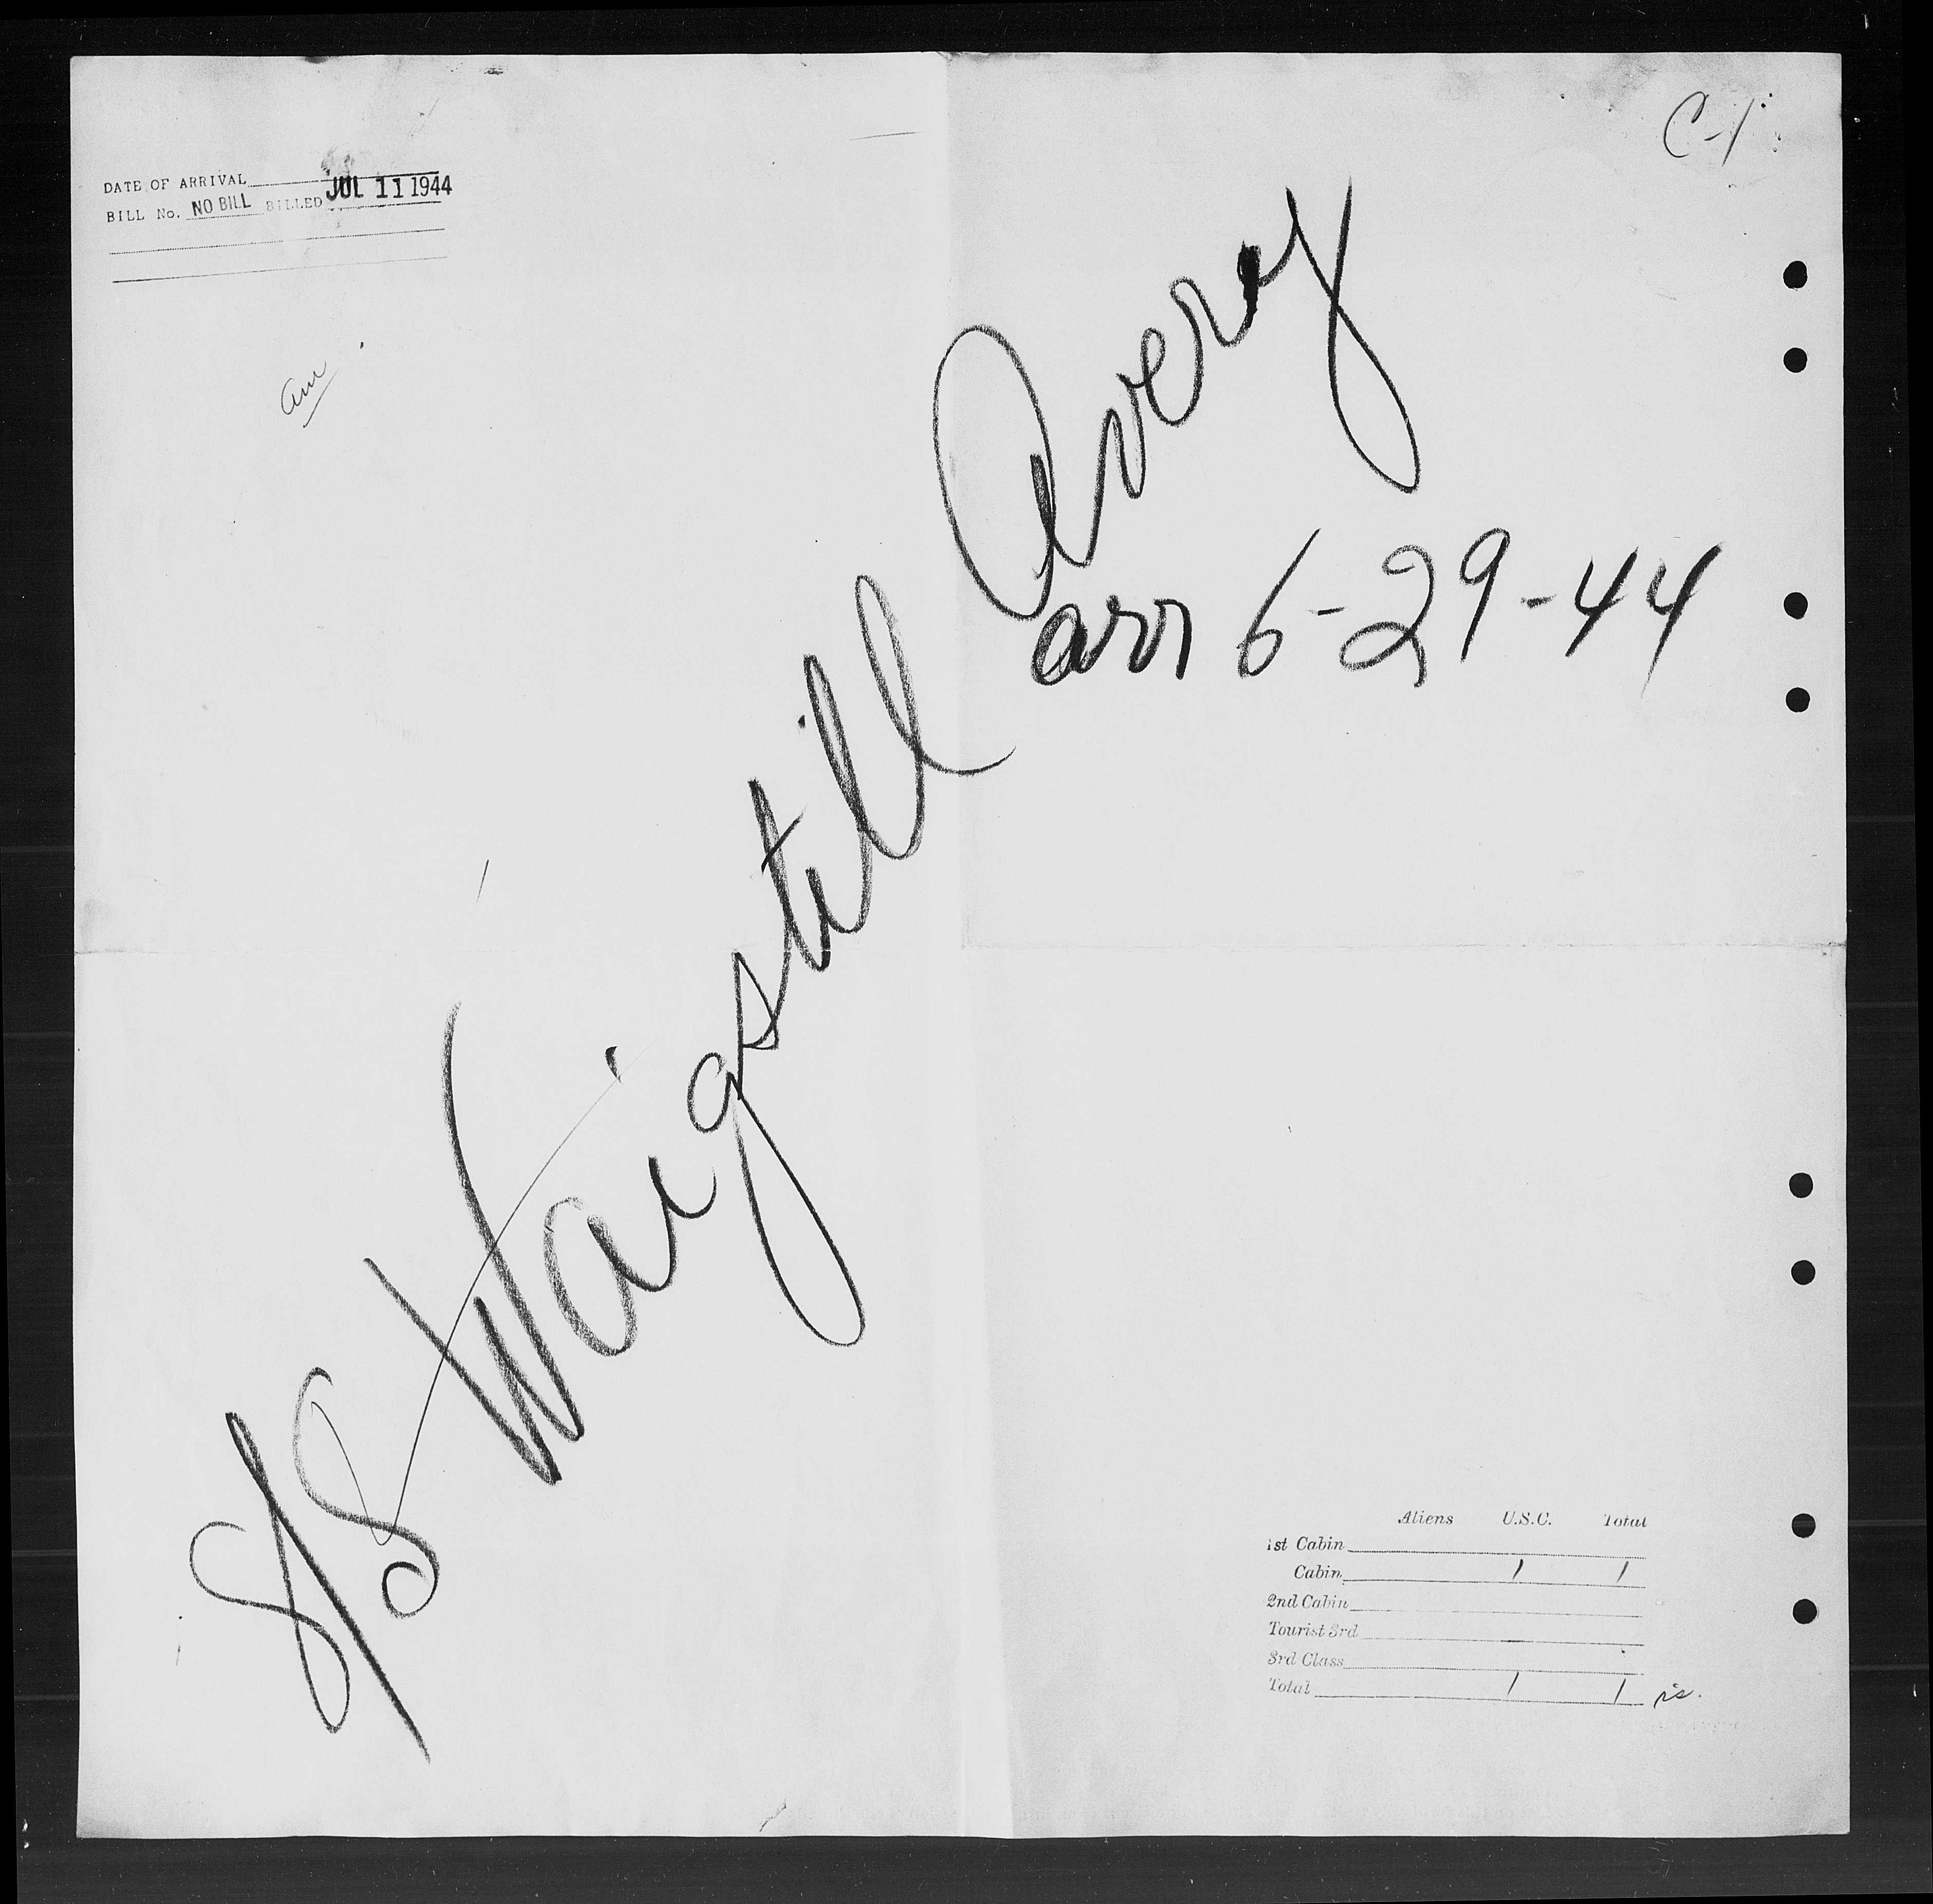 C-1
DATE OF ARRIVAL
BILL No. NO BILL BILLED JUL 11 1944
am
S/S Waigstill Avery
arr 6-29-44
Aliens U.S.C. Total
1st Cabin
Cabin 1 1
2nd Cabin
Tourist 3rd
3rd Class
Total 1 1